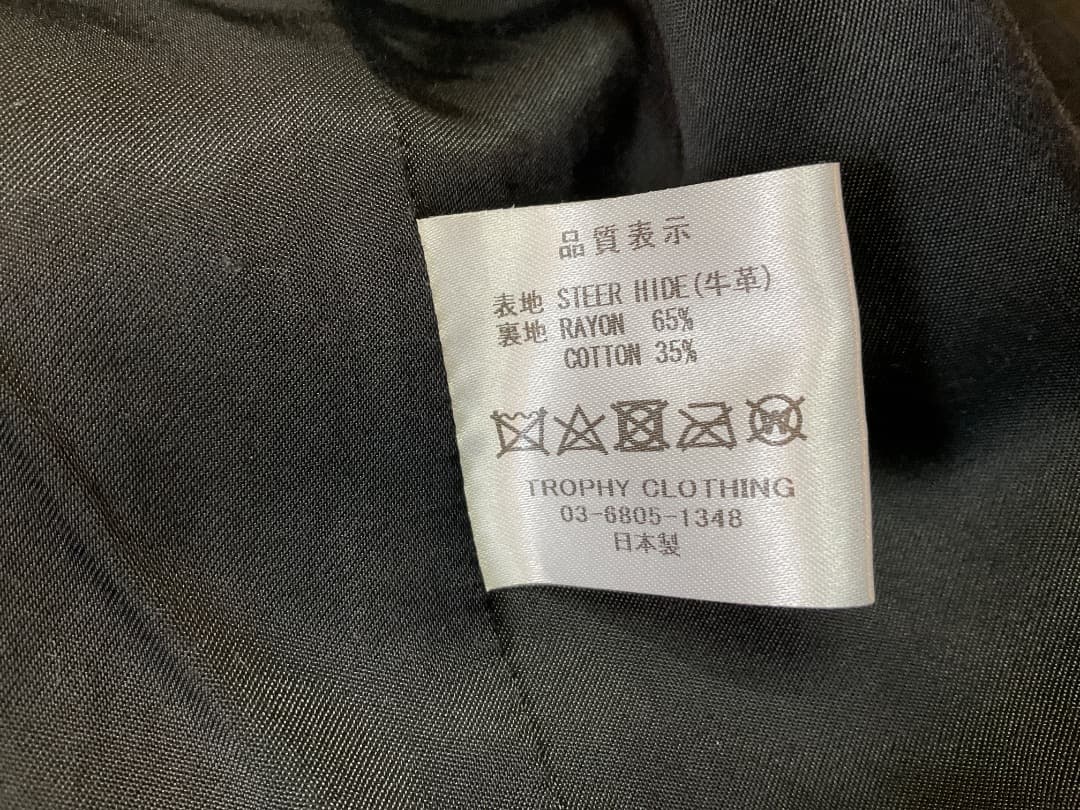 品質表示
表地 STEER HIDE(牛革)
裏地 RAYON 65%
COTTON 35%
W
TROPHY CLOTHING
03-6805-1348
日本製